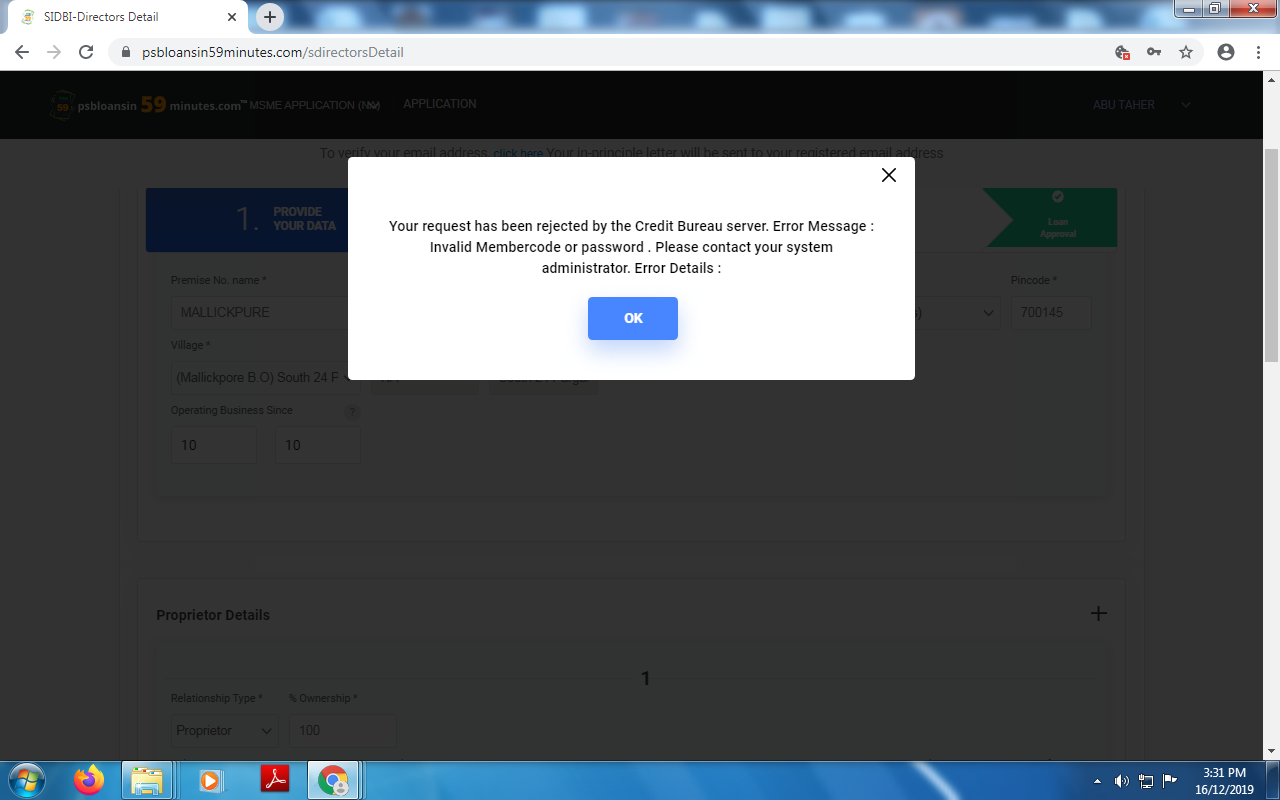 SIDBI-Directors Detail
psbloansin59minutes.com/sdirectorsDetail
psbloansin 59 minutes.com™ MSME APPLICATION APPLICATION ABU TAHER
To verify your email address, click here Your in-principle letter will be sent to your registered email address
1. PROVIDE
YOUR DATA
Loan
Approval
Your request has been rejected by the Credit Bureau server. Error Message :
Invalid Membercode or password . Please contact your system
administrator. Error Details :
OK
Premise No. name * Pincode *
MALLICKPURE 700145
Village *
(Mallickpore B.O) South 24 P
Operating Business Since ?
10 10
Proprietor Details
1
Relationship Type * % Ownership *
Proprietor 100
3:31 PM
16/12/2019